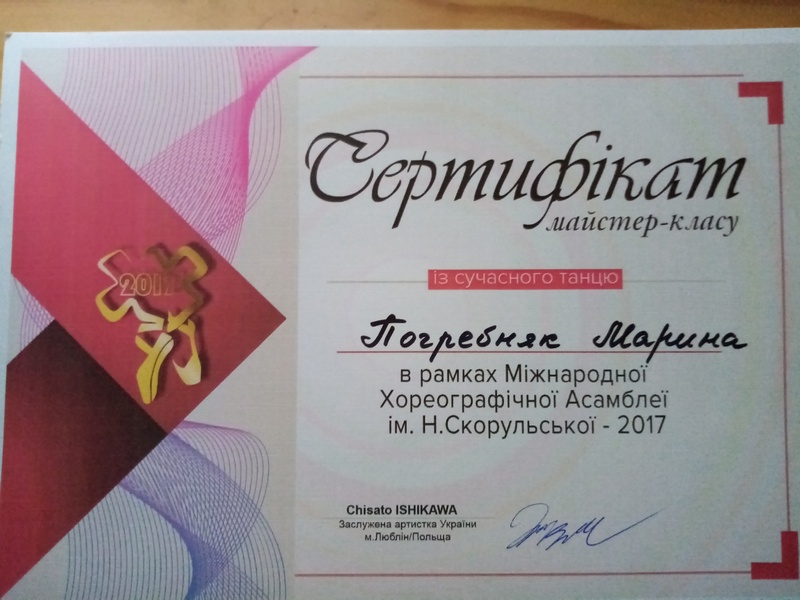 Сертифікат
майстер-класу
із сучасного танцю
2017
Погребняк Марина
в рамках Міжнародної
Хореографічної Асамблеї
ім. Н.Скорульської - 2017
Chisato ISHIKAWA
Заслужена артистка України
м.Люблін/Польща